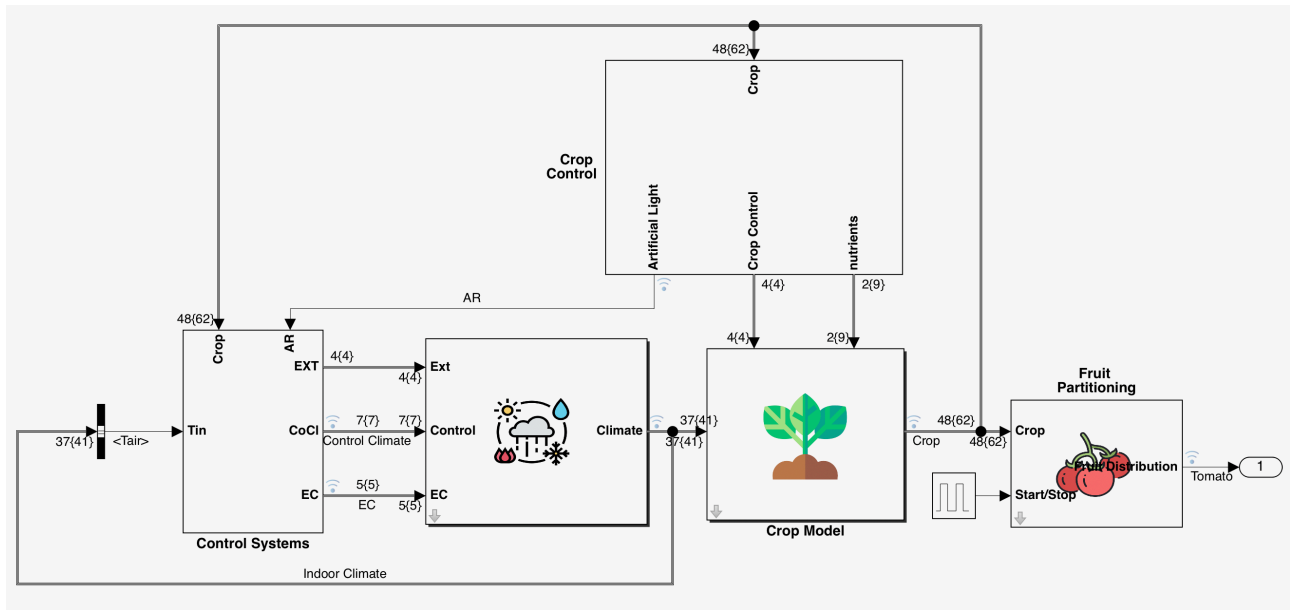 48{62}
Crop
Crop
Control
Artificial Light
Crop Control
nutrients
4{4}
2{9}
AR
48{62}
4{4}
2{9}
Crop
AR
EXT
4{4}
4{4}
Ext
Fruit
Partitioning
37{41}
<Tair>
Tin
CoCl
7{7}
7{7}
Control Climate
Control
Climate
37{41}
37{41}
48{62}
Crop
48{62}
Crop
Fruit Distribution
Tomato
1
EC
5{5}
EC
5{5}
EC
Start/Stop
Control Systems
Crop Model
Indoor Climate